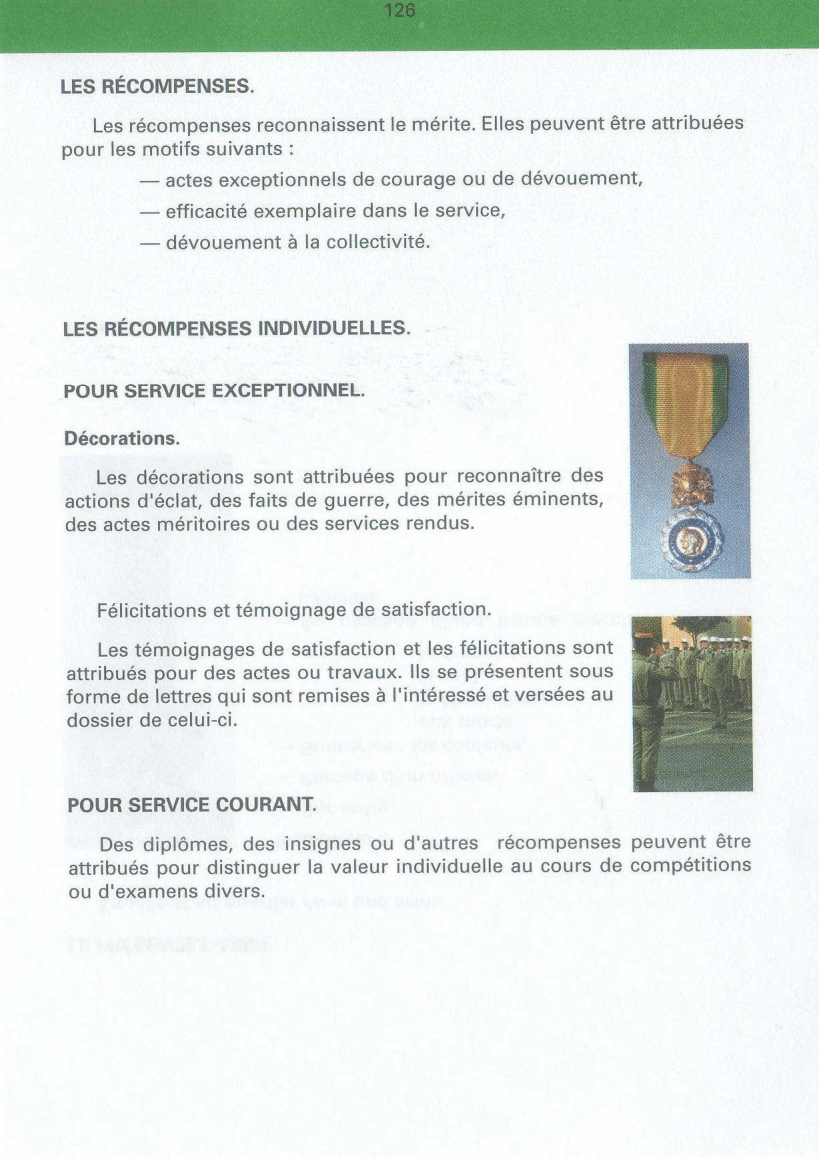 126
LES RÉCOMPENSES.
Les récompenses reconnaissent le mérite. Elles peuvent être attribuées
pour les motifs suivants :
— actes exceptionnels de courage ou de dévouement,
— efficacité exemplaire dans le service,
— dévouement à la collectivité.
LES RÉCOMPENSES INDIVIDUELLES.
POUR SERVICE EXCEPTIONNEL.
Décorations.
Les décorations sont attribuées pour reconnaître des
actions d'éclat, des faits de guerre, des mérites éminents,
des actes méritoires ou des services rendus.
Félicitations et témoignage de satisfaction.
Les témoignages de satisfaction et les félicitations sont
attribués pour des actes ou travaux. Ils se présentent sous
forme de lettres qui sont remises à l'intéressé et versées au
dossier de celui-ci.
POUR SERVICE COURANT.
Des diplômes, des insignes ou d'autres récompenses peuvent être
attribués pour distinguer la valeur individuelle au cours de compétitions
ou d'examens divers.